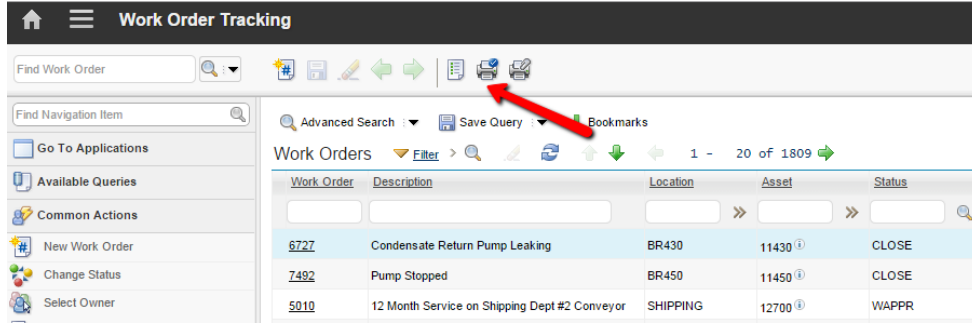 Work Order Tracking
Find Work Order
Find Navigation Item
Go To Applications
Available Queries
Common Actions
New Work Order
Change Status
Select Owner
Advanced Search Save Query Bookmarks
Work Orders Filter > 1 - 20 of 1809
Work Order Description Location Asset Status
6727 Condensate Return Pump Leaking BR430 11430 CLOSE
7492 Pump Stopped BR450 11450 CLOSE
5010 12 Month Service on Shipping Dept #2 Conveyor SHIPPING 12700 WAPPR